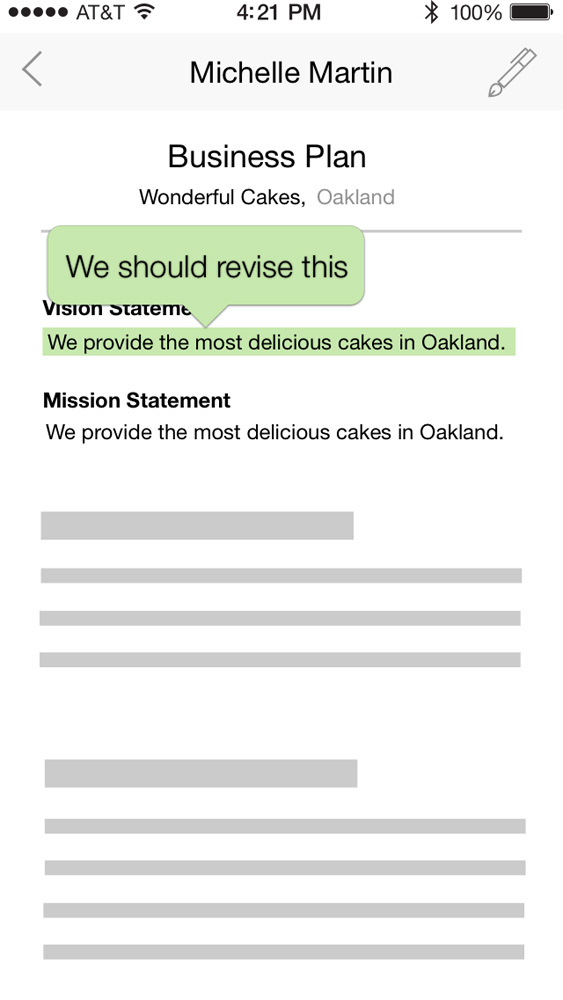 AT&T 4:21 PM 100%
Michelle Martin
Business Plan
Wonderful Cakes, Oakland
We should revise this
Vision Stateme
We provide the most delicious cakes in Oakland.
Mission Statement
We provide the most delicious cakes in Oakland.